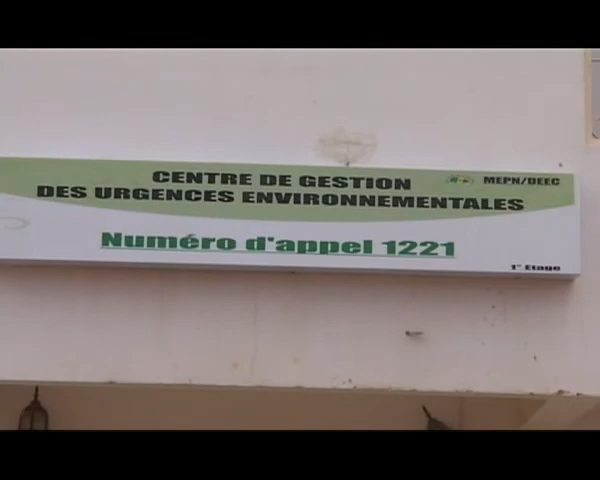 CENTRE DE GESTION
MEPN/DEEC
DES URGENCES ENVIRONNEMENTALES
Numéro d'appel 1221
1er Etage